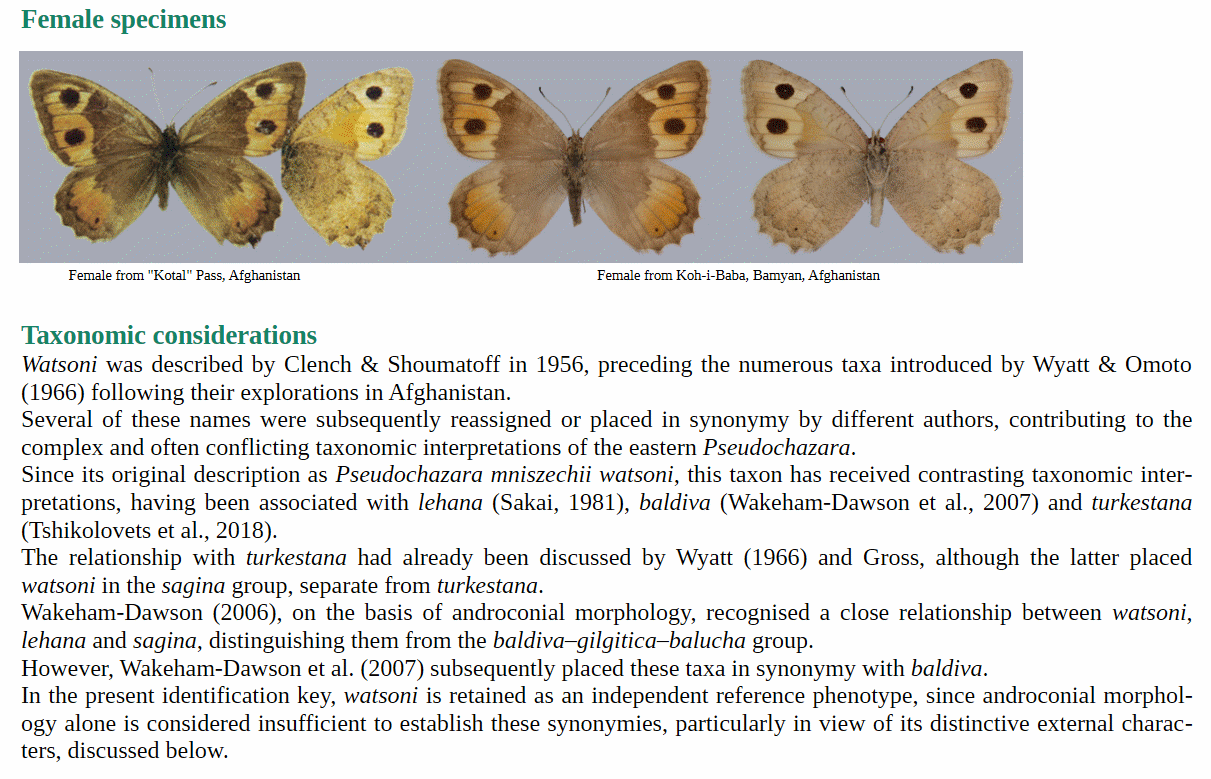 Female specimens
Female from "Kotal" Pass, Afghanistan
Female from Koh-i-Baba, Bamyan, Afghanistan
Taxonomic considerations
Watsoni was described by Clench & Shoumatoff in 1956, preceding the numerous taxa introduced by Wyatt & Omoto
(1966) following their explorations in Afghanistan.
Several of these names were subsequently reassigned or placed in synonymy by different authors, contributing to the
complex and often conflicting taxonomic interpretations of the eastern Pseudochazara.
Since its original description as Pseudochazara mniszechii watsoni, this taxon has received contrasting taxonomic inter-
pretations, having been associated with lehana (Sakai, 1981), baldiva (Wakeham-Dawson et al., 2007) and turkestana
(Tshikolovets et al., 2018).
The relationship with turkestana had already been discussed by Wyatt (1966) and Gross, although the latter placed
watsoni in the sagina group, separate from turkestana.
Wakeham-Dawson (2006), on the basis of androconial morphology, recognised a close relationship between watsoni,
lehana and sagina, distinguishing them from the baldiva–gilgitica–balucha group.
However, Wakeham-Dawson et al. (2007) subsequently placed these taxa in synonymy with baldiva.
In the present identification key, watsoni is retained as an independent reference phenotype, since androconial morphol-
ogy alone is considered insufficient to establish these synonymies, particularly in view of its distinctive external charac-
ters, discussed below.